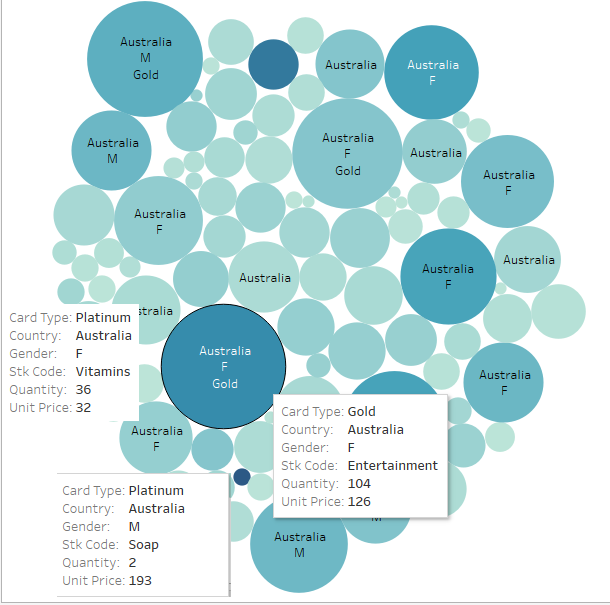 Australia
M
Gold
Australia
Australia
F
Australia
M
Australia
F
Gold
Australia
Australia
F
Australia
F
Australia
Australia
F
Australia
stralia
Card Type: Platinum
Country: Australia
Gender: F
Stk Code: Vitamins
Quantity: 36
Unit Price: 32
Australia
F
Gold
Australia
F
Card Type: Gold
Country: Australia
Gender: F
Stk Code: Entertainment
Quantity: 104
Unit Price: 126
Australia
F
Card Type: Platinum
Country: Australia
Gender: M
Stk Code: Soap
Quantity: 2
Unit Price: 193
M
Australia
M